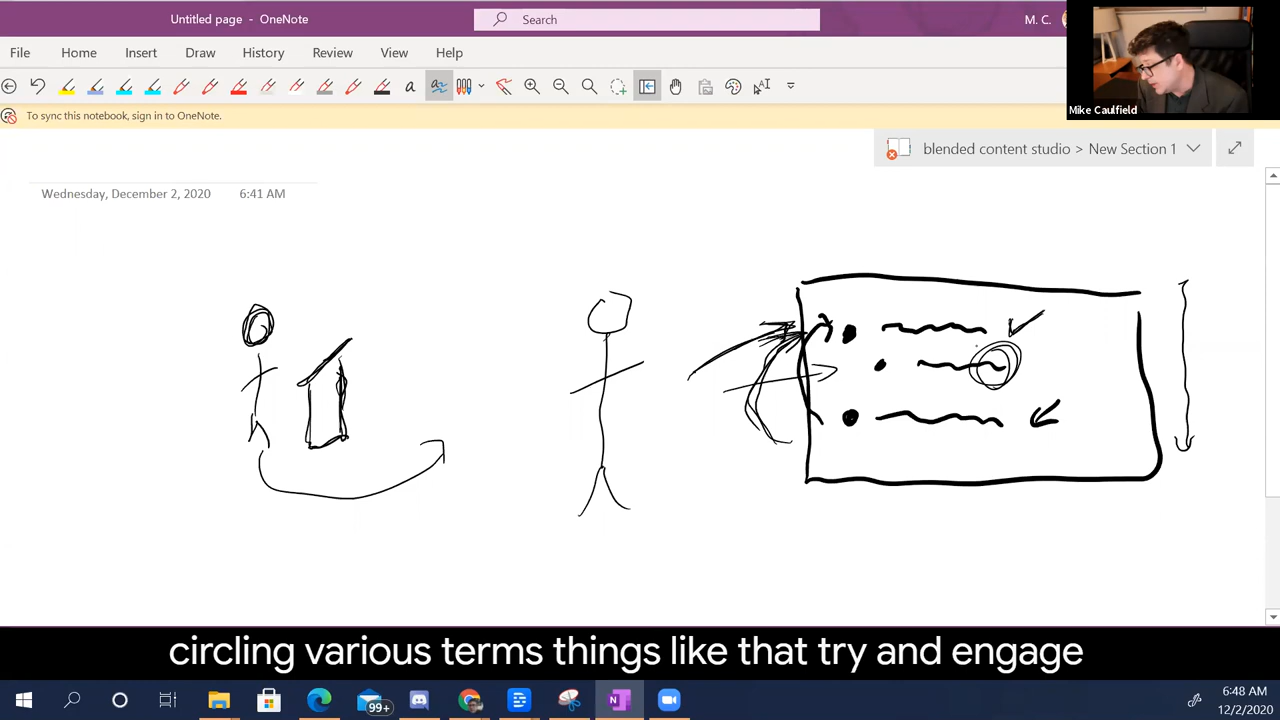 Untitled page - OneNote
Search
M. C.
File Home Insert Draw History Review View Help
Mike Caulfield
To sync this notebook, sign in to OneNote.
blended content studio > New Section 1
Wednesday, December 2, 2020 6:41 AM
circling various terms things like that try and engage
99+
6:48 AM
12/2/2020